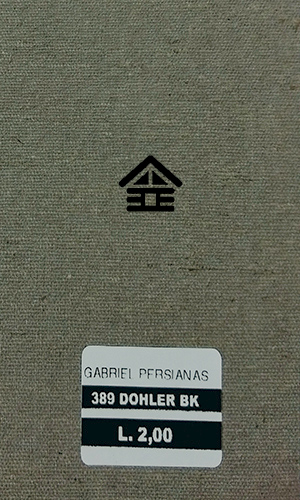 GABRIEL PERSIANAS
389 DOHLER BK
L. 2,00